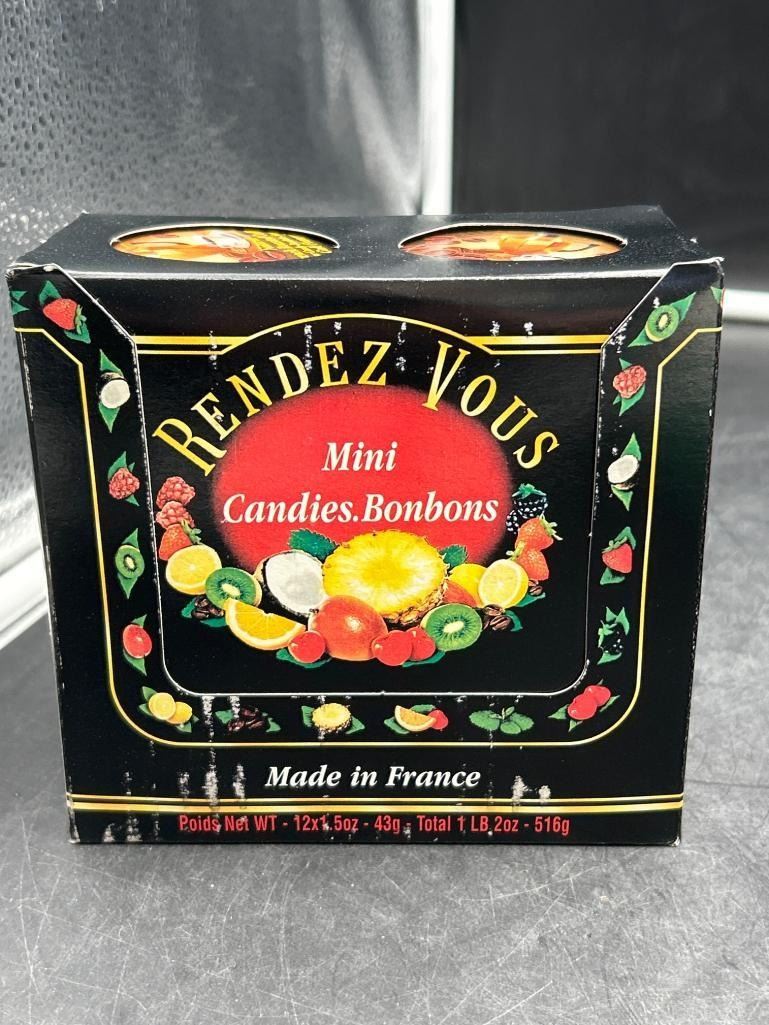 RENDEZ VOUS
Mini
Candies.Bonbons
Made in France
Poids Net WT - 12x1.5oz - 43g - Total 1 LB 2oz - 516g